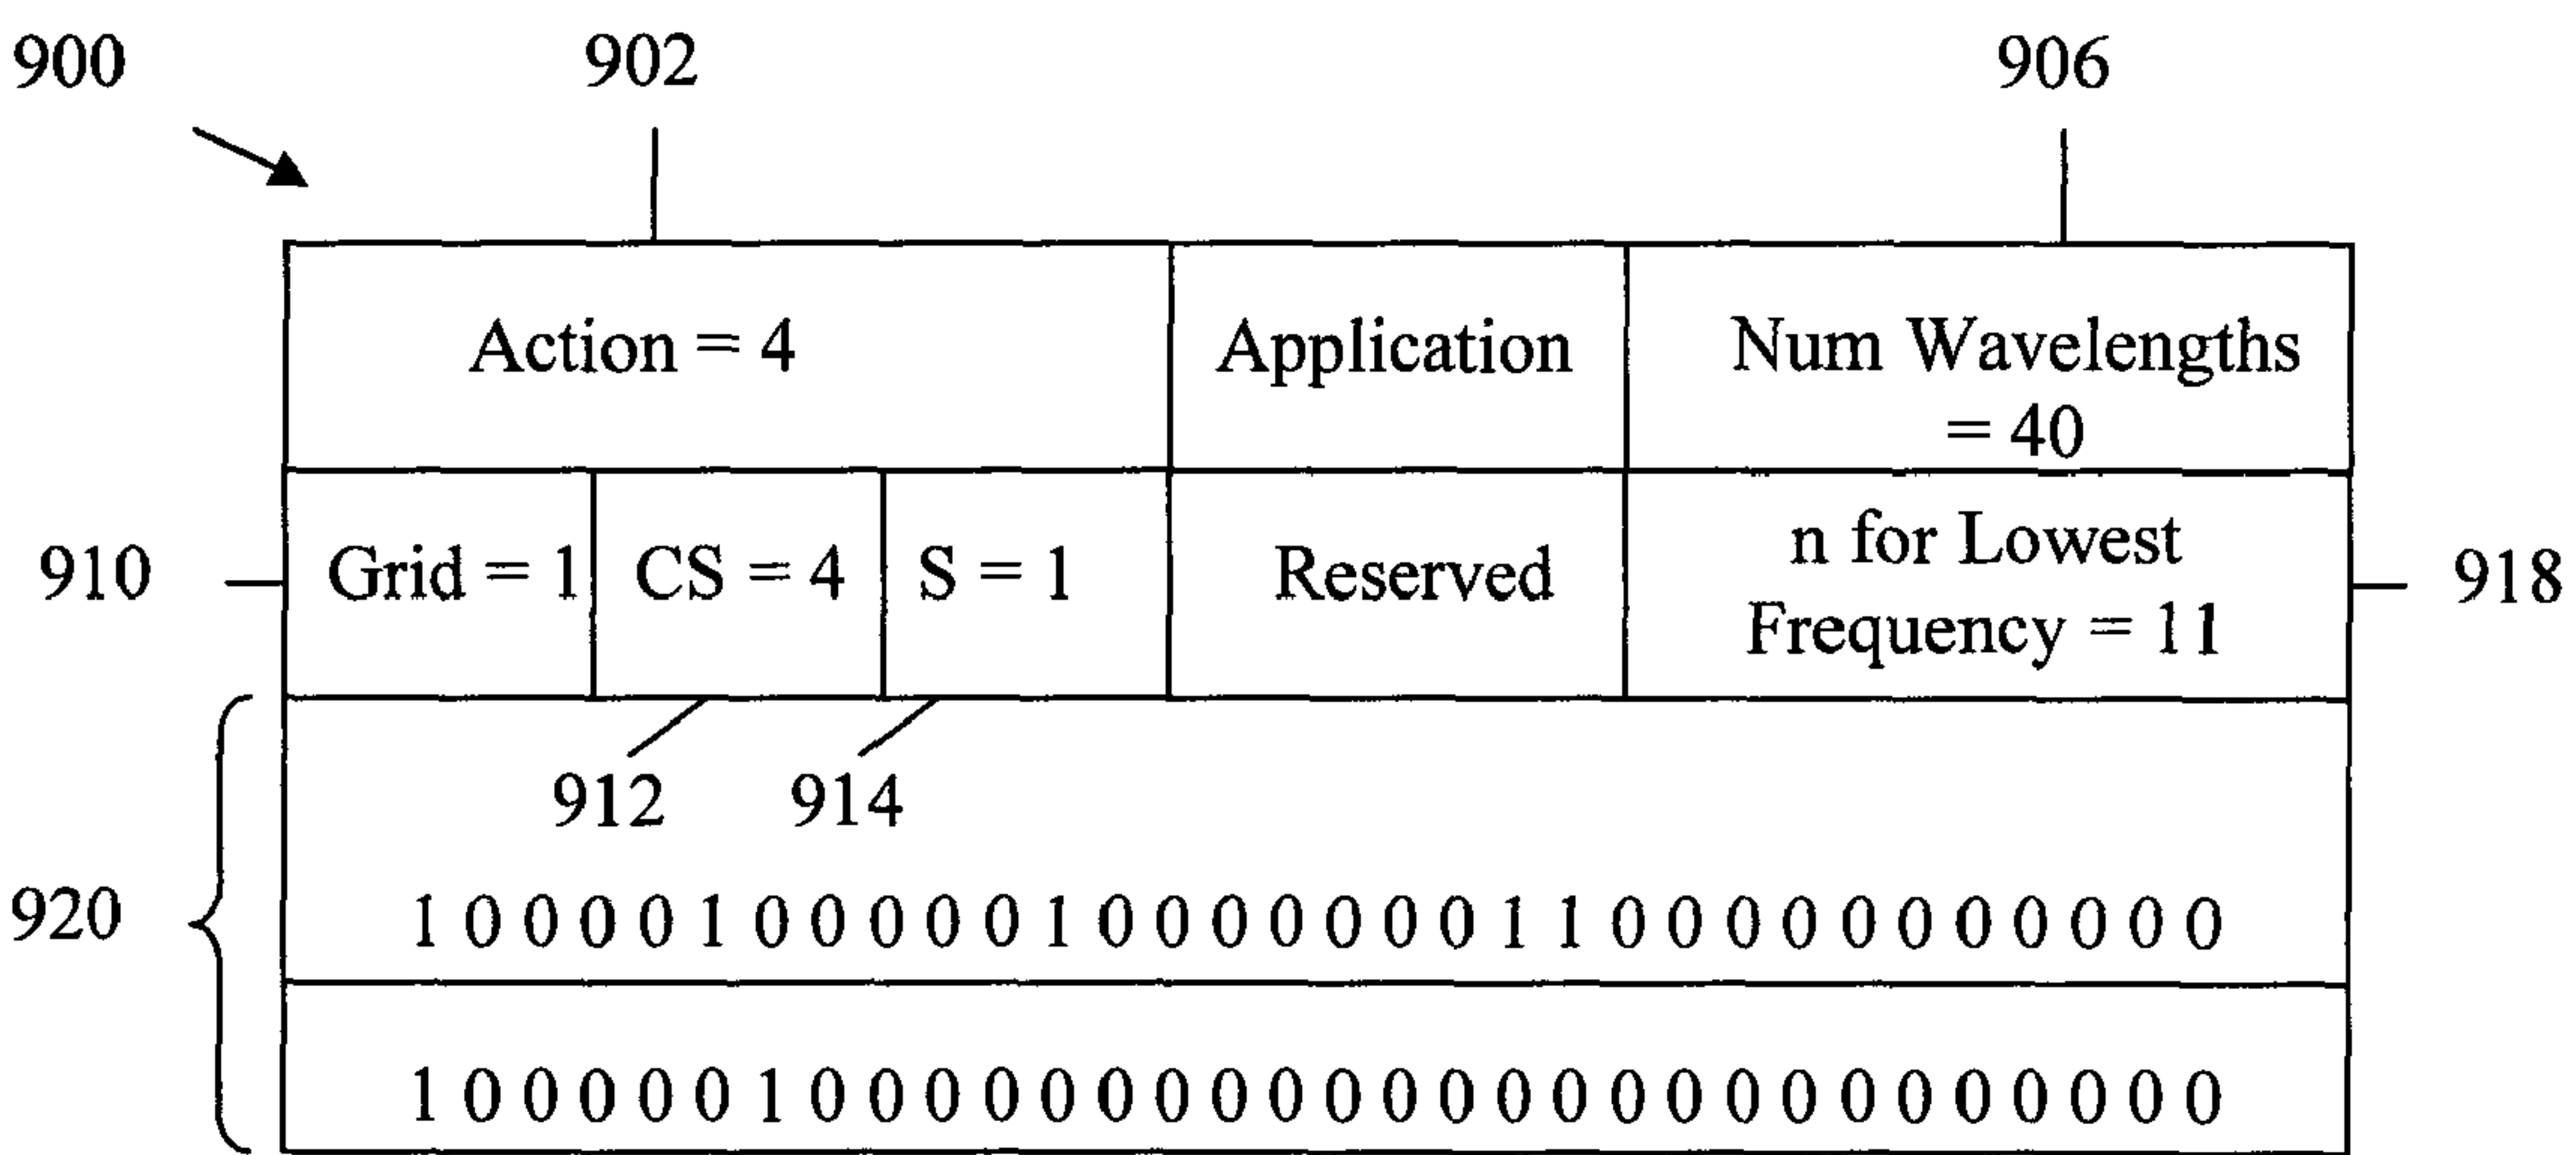 900
902
906
Action = 4
Application
Num Wavelengths
= 40
910
Grid = 1
CS = 4
S = 1
Reserved
n for Lowest
Frequency = 11
918
912
914
920
1 0 0 0 0 1 0 0 0 0 0 1 0 0 0 0 0 0 0 1 1 0 0 0 0 0 0 0 0 0 0 0
1 0 0 0 0 0 1 0 0 0 0 0 0 0 0 0 0 0 0 0 0 0 0 0 0 0 0 0 0 0 0 0